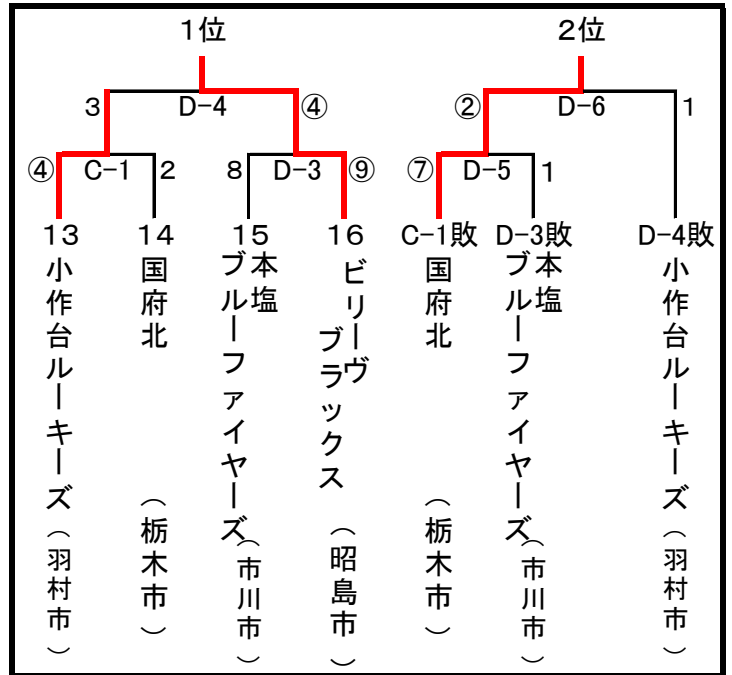 1位 2位
3 D-4 ④ ② D-6 1
④ C-1 2 8 D-3 ⑨ ⑦ D-5 1
13 14 15 16 C-1敗 D-3敗 D-4敗
小作台ルーキーズ（羽村市）
国府北（栃木市）
本塩
ブルーファイヤーズ（市川市）
ビリーヴ
ブラックス（昭島市）
国府北（栃木市）
本塩
ブルーファイヤーズ（市川市）
小作台ルーキーズ（羽村市）